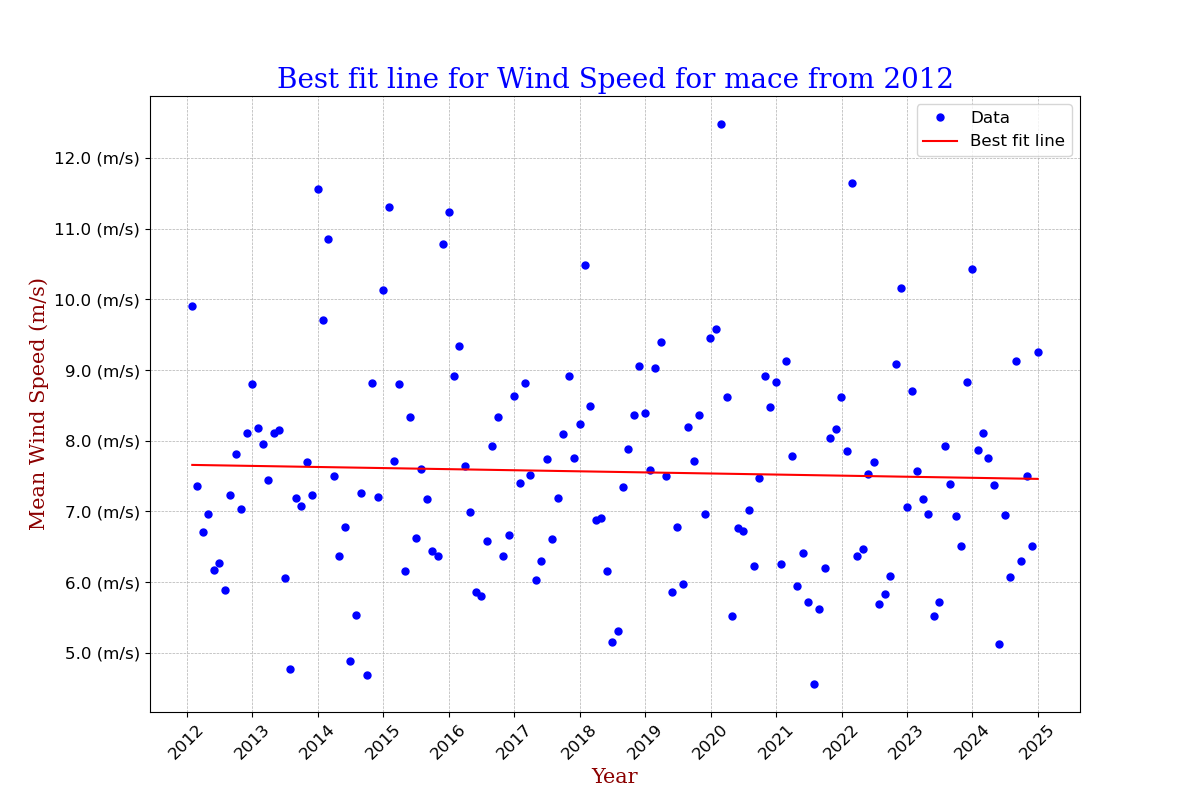 Best fit line for Wind Speed for mace from 2012
Data
Best fit line
12.0 (m/s)
11.0 (m/s)
10.0 (m/s)
9.0 (m/s)
8.0 (m/s)
7.0 (m/s)
6.0 (m/s)
5.0 (m/s)
Mean Wind Speed (m/s)
2012 2013 2014 2015 2016 2017 2018 2019 2020 2021 2022 2023 2024 2025
Year